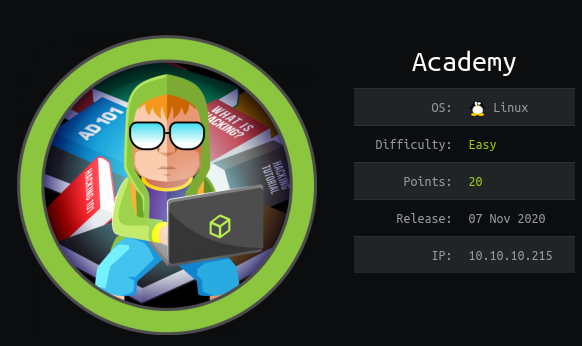 Academy
OS: Linux
Difficulty: Easy
Points: 20
Release: 07 Nov 2020
IP: 10.10.10.215
AD 101
WHAT IS
HACKING?
HACKING 101
HACKING
TUTORIAL